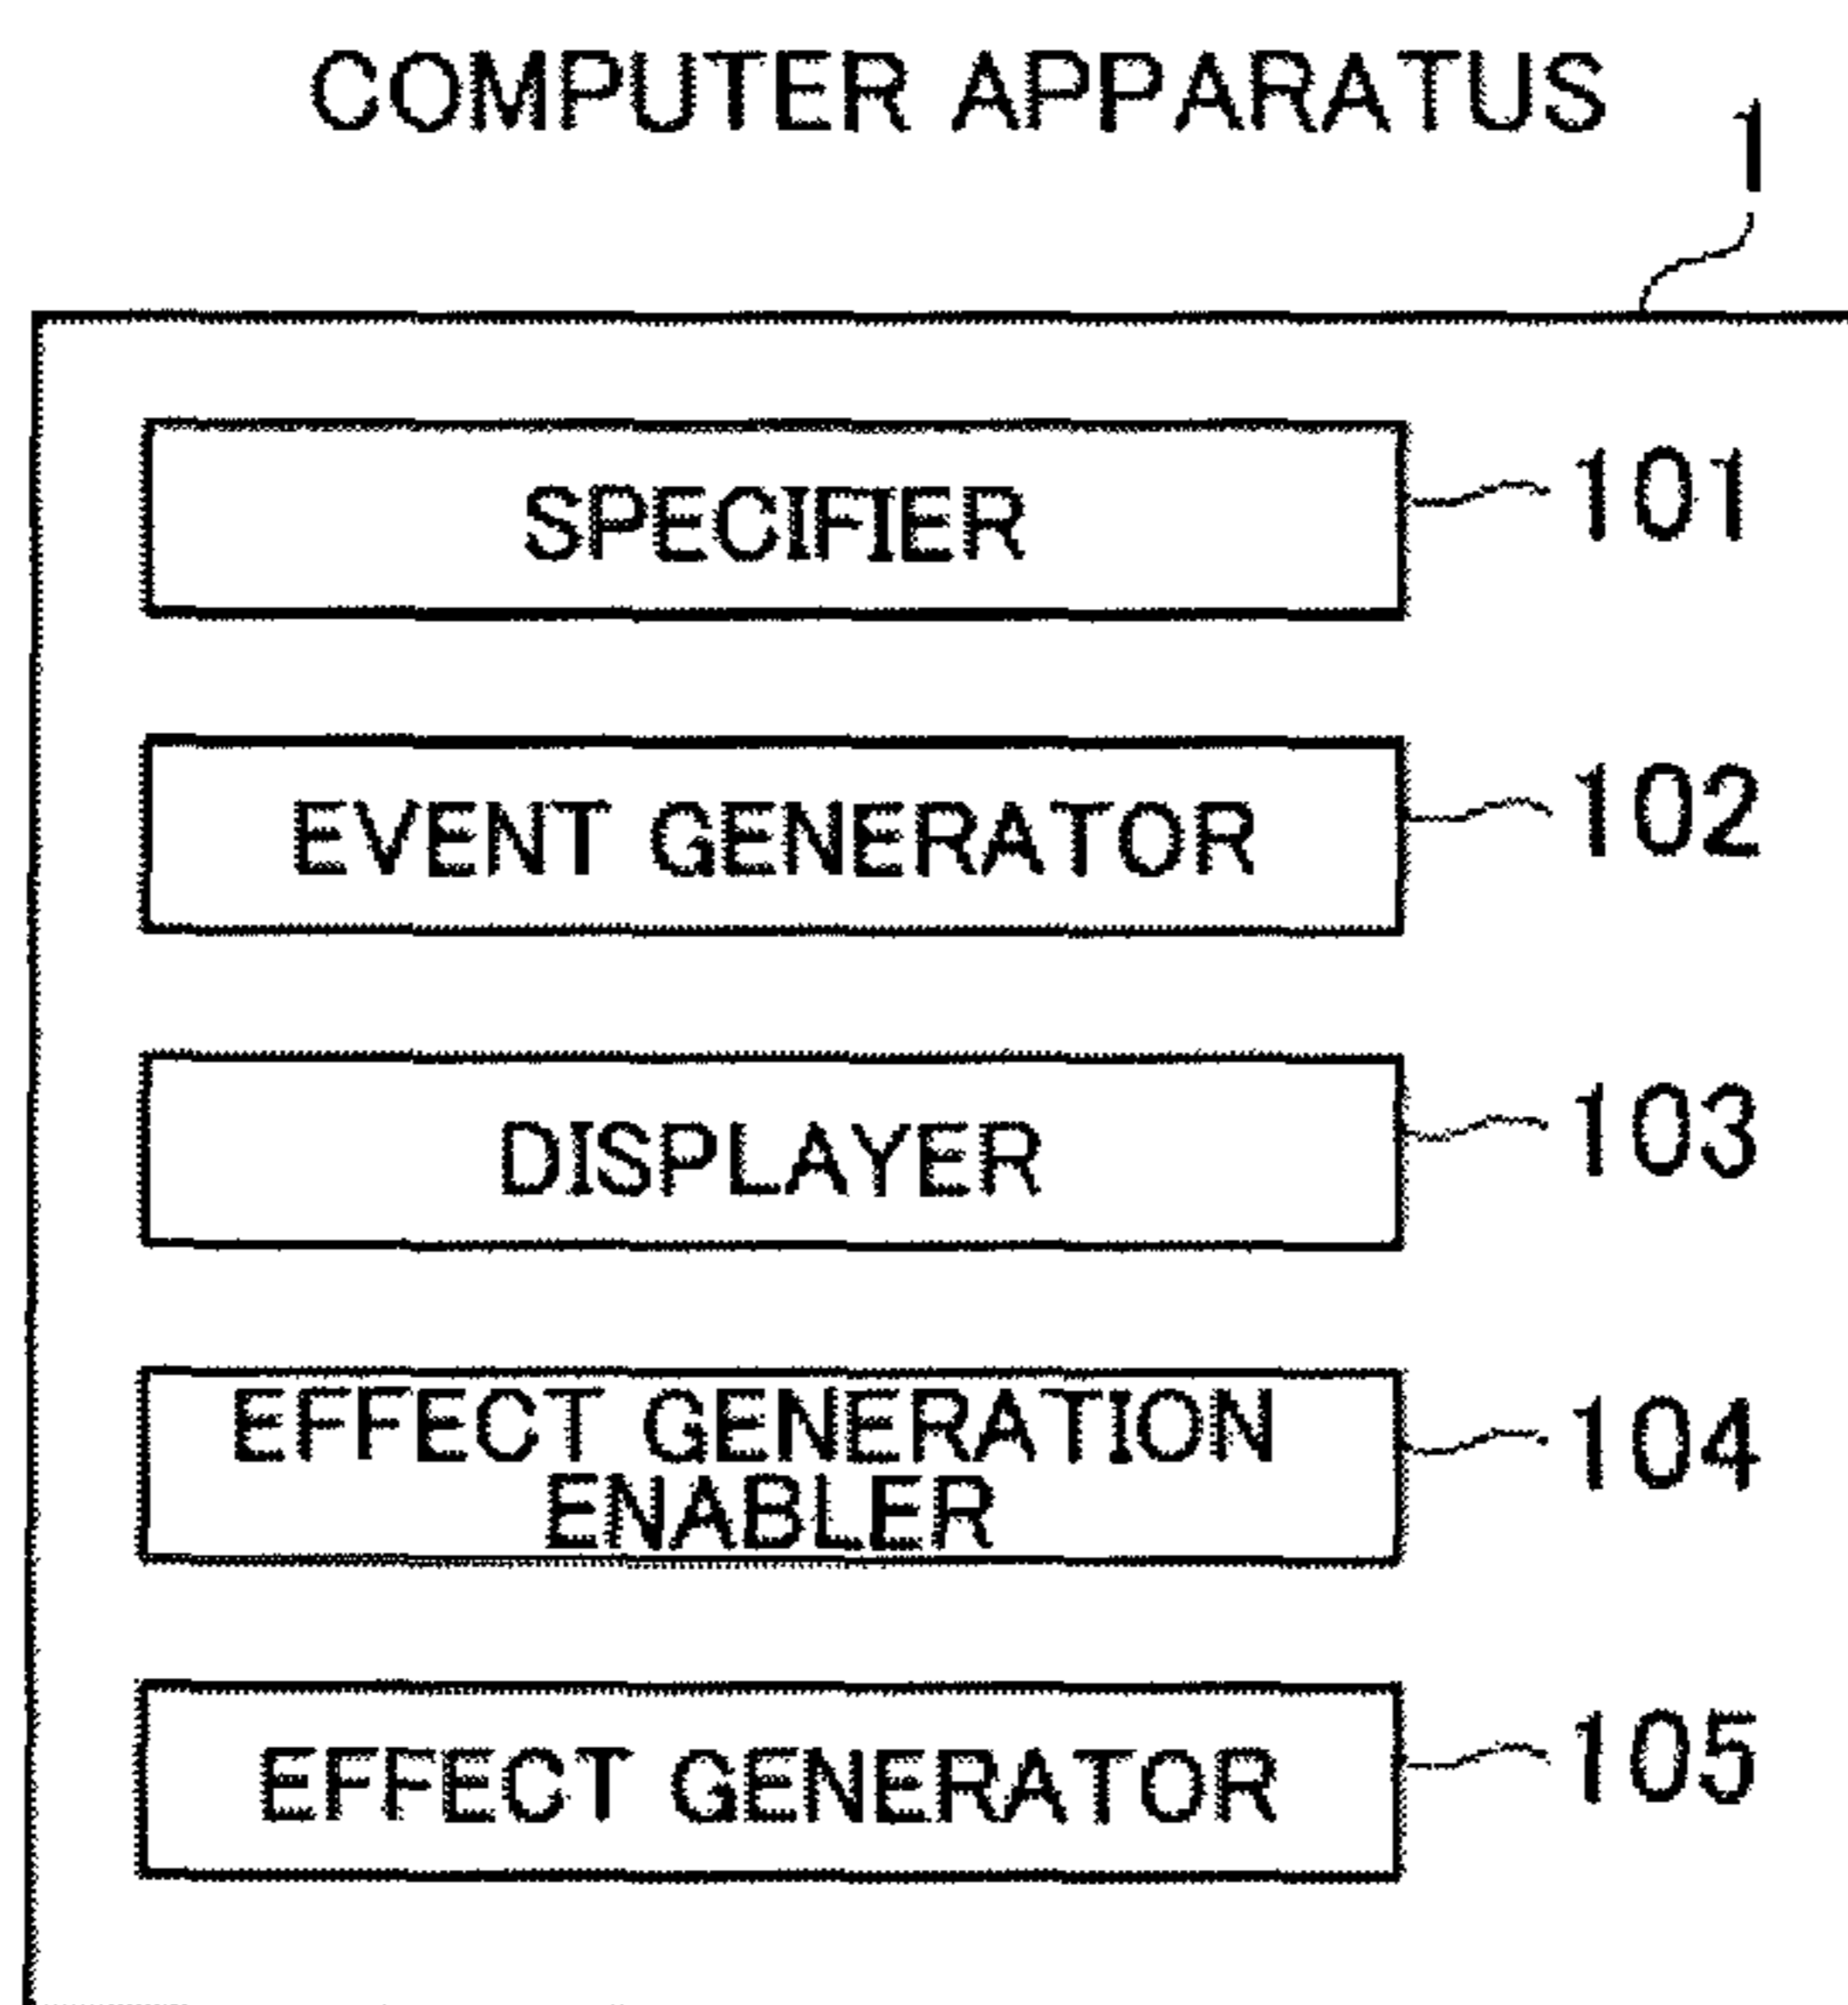 COMPUTER APPARATUS
1
SPECIFIER
101
EVENT GENERATOR
102
DISPLAYER
103
EFFECT GENERATION
ENABLER
104
EFFECT GENERATOR
105